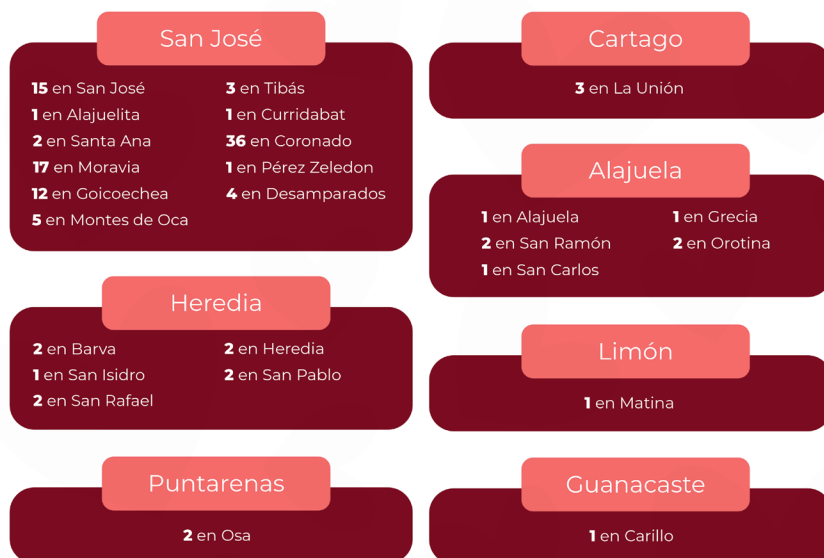 San José
15 en San José
1 en Alajuelita
2 en Santa Ana
17 en Moravia
12 en Goicoechea
5 en Montes de Oca
3 en Tibás
1 en Curridabat
36 en Coronado
1 en Pérez Zeledon
4 en Desamparados
Cartago
3 en La Unión
Alajuela
1 en Alajuela
2 en San Ramón
1 en San Carlos
1 en Grecia
2 en Orotina
Heredia
2 en Barva
1 en San Isidro
2 en San Rafael
2 en Heredia
2 en San Pablo
Limón
1 en Matina
Puntarenas
2 en Osa
Guanacaste
1 en Carillo